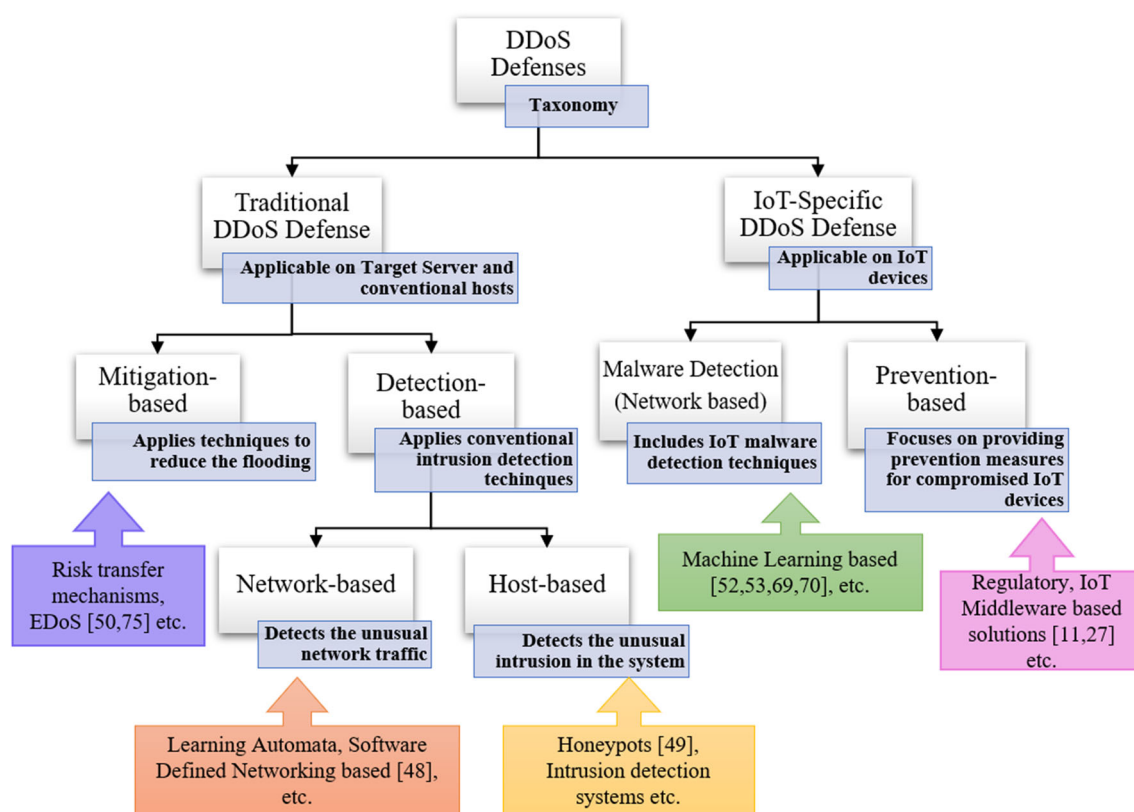 DDoS
Defenses
Taxonomy
Traditional
DDoS Defense
Applicable on Target Server and
conventional hosts
IoT-Specific
DDoS Defense
Applicable on IoT
devices
Mitigation-
based
Applies techniques to
reduce the flooding
Detection-
based
Applies conventional
intrusion detection
techinques
Malware Detection
(Network based)
Includes IoT malware
detection techniques
Prevention-
based
Focuses on providing
prevention measures
for compromised IoT
devices
Risk transfer
mechanisms,
EDoS [50,75] etc.
Network-based
Detects the unusual
network traffic
Host-based
Detects the unusual
intrusion in the system
Machine Learning based
[52,53,69,70], etc.
Regulatory, IoT
Middleware based
solutions [11,27]
etc.
Learning Automata, Software
Defined Networking based [48],
etc.
Honeypots [49],
Intrusion detection
systems etc.